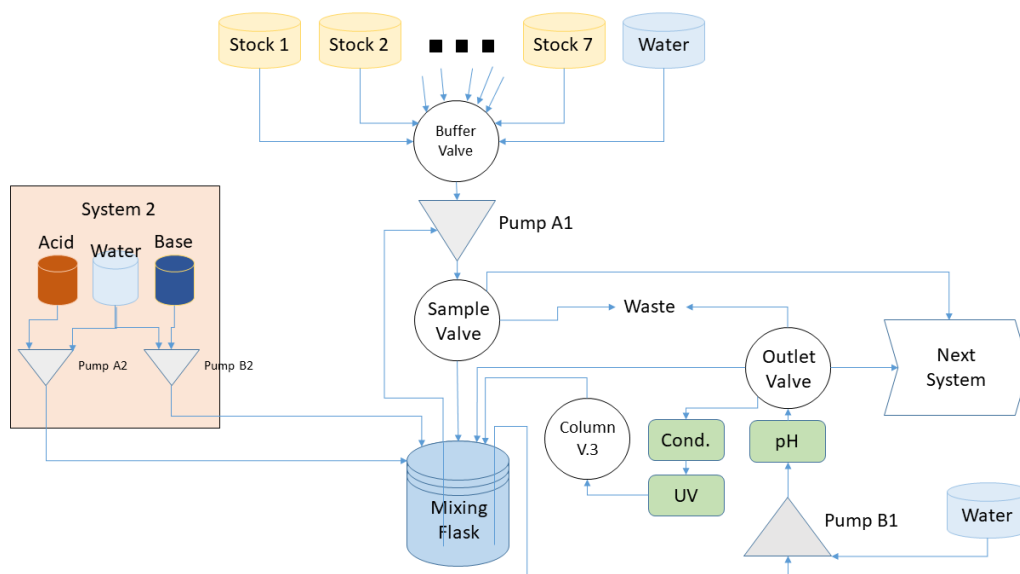 Stock 1
Stock 2
Stock 7
Water
Buffer
Valve
System 2
Acid
Water
Base
Pump A1
Sample
Valve
Waste
Pump A2
Pump B2
Outlet
Valve
Next
System
Column
V.3
Cond.
pH
UV
Mixing
Flask
Pump B1
Water